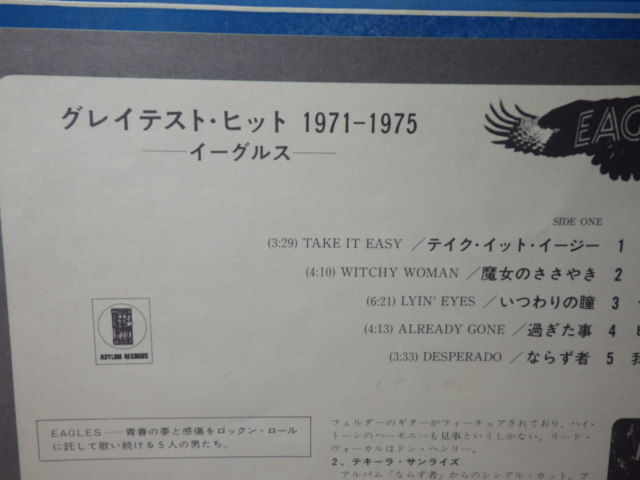 グレイテスト・ヒット 1971-1975
──イーグルス──
EAG
SIDE ONE
(3:29) TAKE IT EASY／テイク・イット・イージー 1
(4:10) WITCHY WOMAN／魔女のささやき 2
(6:21) LYIN' EYES／いつわりの瞳 3
(4:13) ALREADY GONE／過ぎた事 4
(3:33) DESPERADO／ならず者 5 我
ASYLUM RECORDS
EAGLES──青春の夢と感傷をロックン・ロール
に託して歌い続ける5人の男たち。
フェルダーのギターがフィーチュアされており、ハイ・
トーンのハーモニーも見事というしかない。リード・
ヴォーカルはドン・ヘンリー。
2．テキーラ・サンライズ
アルバム「ならず者」からのシングル・カット。ア